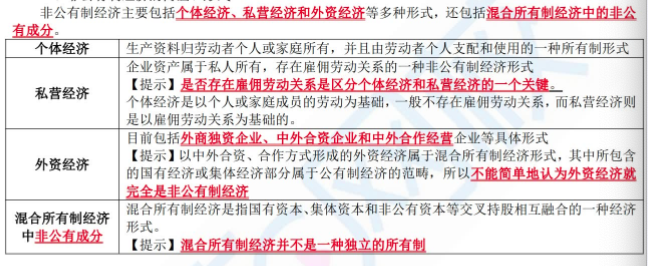 非公有制经济主要包括个体经济、私营经济和外资经济等多种形式，还包括混合所有制经济中的非公
有成分。
个体经济
生产资料归劳动者个人或家庭所有，并且由劳动者个人支配和使用的一种所有制形式
私营经济
企业资产属于私人所有，存在雇佣劳动关系的一种非公有制经济形式
【提示】是否存在雇佣劳动关系是区分个体经济和私营经济的一个关键。
个体经济是以个人或家庭成员的劳动为基础，一般不存在雇佣劳动关系，而私营经济则
是以雇佣劳动关系为基础的。
外资经济
目前包括外商独资企业、中外合资企业和中外合作经营企业等具体形式
【提示】以中外合资、合作方式形成的外资经济属于混合所有制经济形式，其中所包含
的国有经济或集体经济部分属于公有制经济的范畴，所以不能简单地认为外资经济就
完全是非公有制经济
混合所有制经济
中非公有成分
混合所有制经济是指国有资本、集体资本和非公有资本等交叉持股相互融合的一种经济
形式。
【提示】混合所有制经济并不是一种独立的所有制